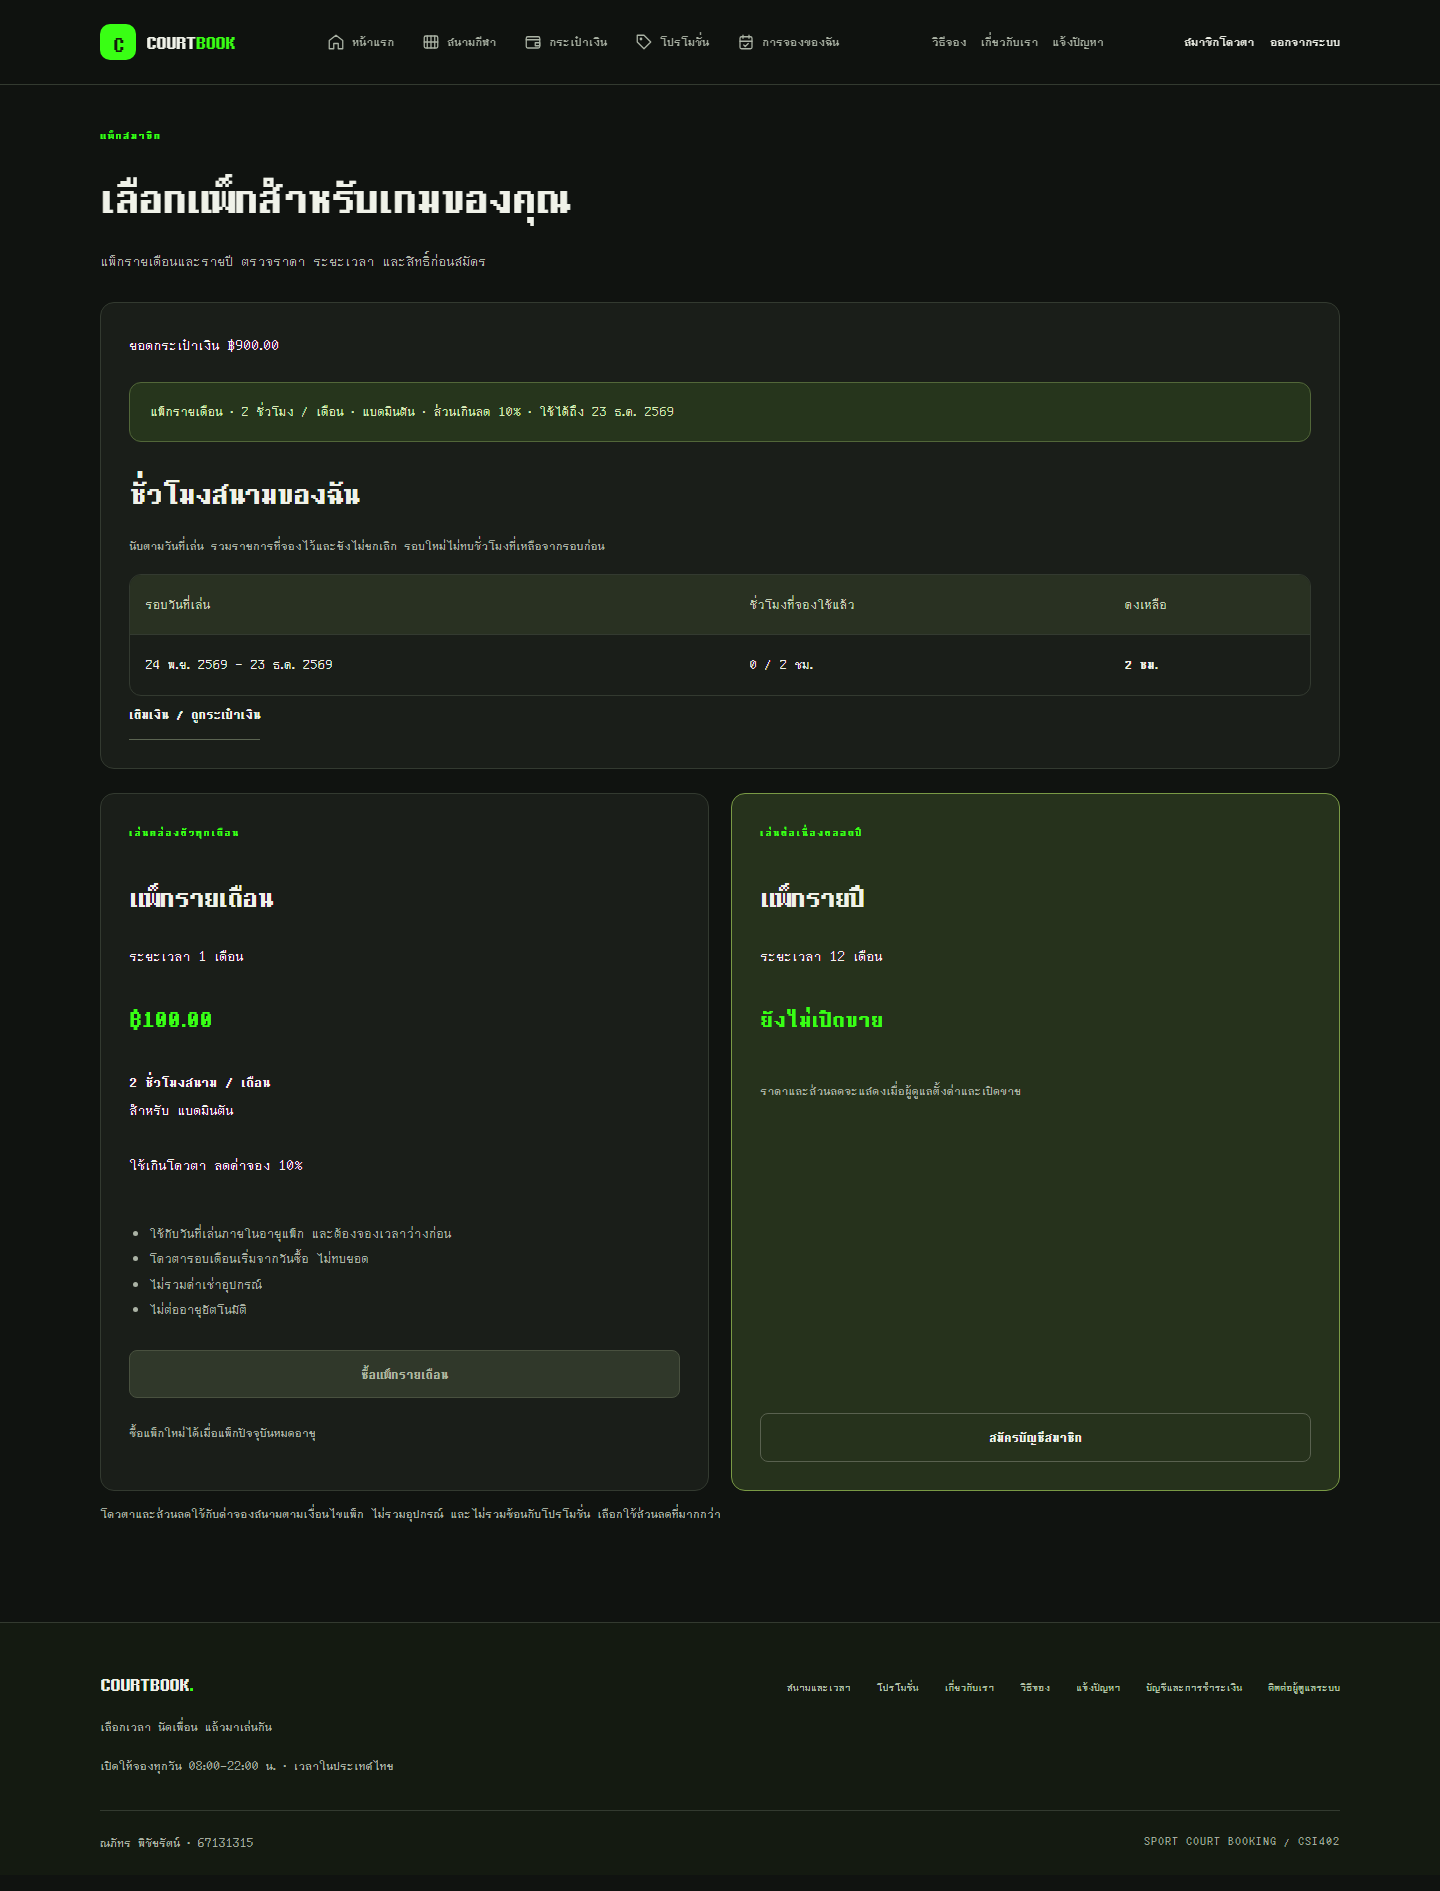 C COURTBOOK
หน้าแรก
สนามกีฬา
กระเป๋าเงิน
โปรโมชั่น
การจองของฉัน
วิธีจอง
เกี่ยวกับเรา
แจ้งปัญหา
สมาชิกโควตา
ออกจากระบบ
แพ็กสมาชิก
เลือกแพ็กสำหรับเกมของคุณ
แพ็กรายเดือนและรายปี ตรวจราคา ระยะเวลา และสิทธิ์ก่อนสมัคร
ยอดกระเป๋าเงิน ฿900.00
แพ็กรายเดือน · 2 ชั่วโมง / เดือน · แบดมินตัน · ส่วนเกินลด 10% · ใช้ได้ถึง 23 ธ.ค. 2569
ชั่วโมงสนามของฉัน
นับตามวันที่เล่น รวมรายการที่จองไว้และยังไม่ยกเลิก รอบใหม่ไม่ทบชั่วโมงที่เหลือจากรอบก่อน
รอบวันที่เล่น ชั่วโมงที่จองใช้แล้ว คงเหลือ
24 พ.ย. 2569 – 23 ธ.ค. 2569 0 / 2 ชม. 2 ชม.
เติมเงิน / ดูกระเป๋าเงิน
เล่นคล่องตัวทุกเดือน
แพ็กรายเดือน
ระยะเวลา 1 เดือน
฿100.00
2 ชั่วโมงสนาม / เดือน
สำหรับ แบดมินตัน
ใช้เกินโควตา ลดค่าจอง 10%
• ใช้กับวันที่เล่นภายในอายุแพ็ก และต้องจองเวลาว่างก่อน
• โควตารอบเดือนเริ่มจากวันซื้อ ไม่ทบยอด
• ไม่รวมค่าเช่าอุปกรณ์
• ไม่ต่ออายุอัตโนมัติ
ซื้อแพ็กรายเดือน
ซื้อแพ็กใหม่ได้เมื่อแพ็กปัจจุบันหมดอายุ
เล่นต่อเนื่องตลอดปี
แพ็กรายปี
ระยะเวลา 12 เดือน
ยังไม่เปิดขาย
ราคาและส่วนลดจะแสดงเมื่อผู้ดูแลตั้งค่าและเปิดขาย
สมัครบัญชีสมาชิก
โควตาและส่วนลดใช้กับค่าจองสนามตามเงื่อนไขแพ็ก ไม่รวมอุปกรณ์ และไม่รวมซ้อนกับโปรโมชั่น เลือกใช้ส่วนลดที่มากกว่า
COURTBOOK.
เลือกเวลา นัดเพื่อน แล้วมาเล่นกัน
เปิดให้จองทุกวัน 08:00–22:00 น. · เวลาในประเทศไทย
สนามและเวลา
โปรโมชั่น
เกี่ยวกับเรา
วิธีจอง
แจ้งปัญหา
บัญชีและการชำระเงิน
ติดต่อผู้ดูแลระบบ
ณภัทร พิชัยรัตน์ · 67131315
SPORT COURT BOOKING / CSI402